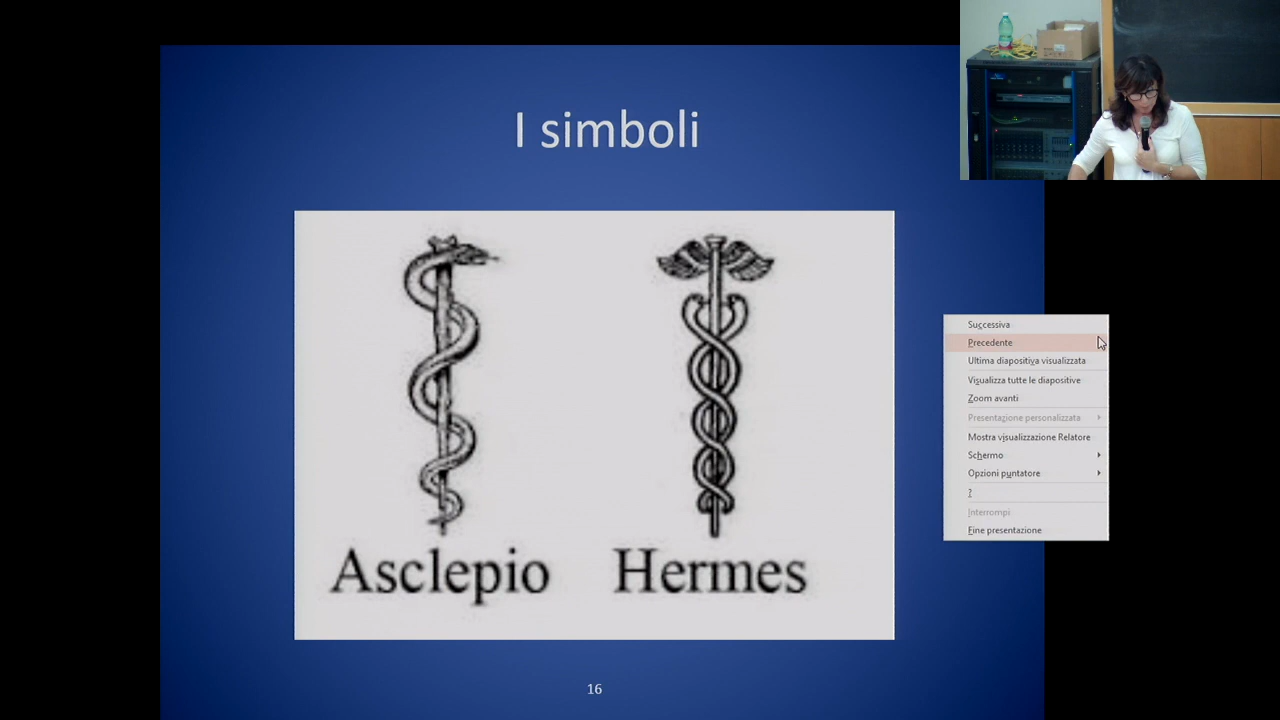 I simboli
Asclepio
Hermes
16
Successiva
Precedente
Ultima diapositiva visualizzata
Visualizza tutte le diapositive
Zoom avanti
Presentazione personalizzata
Mostra visualizzazione Relatore
Schermo
Opzioni puntatore
?
Interrompi
Fine presentazione